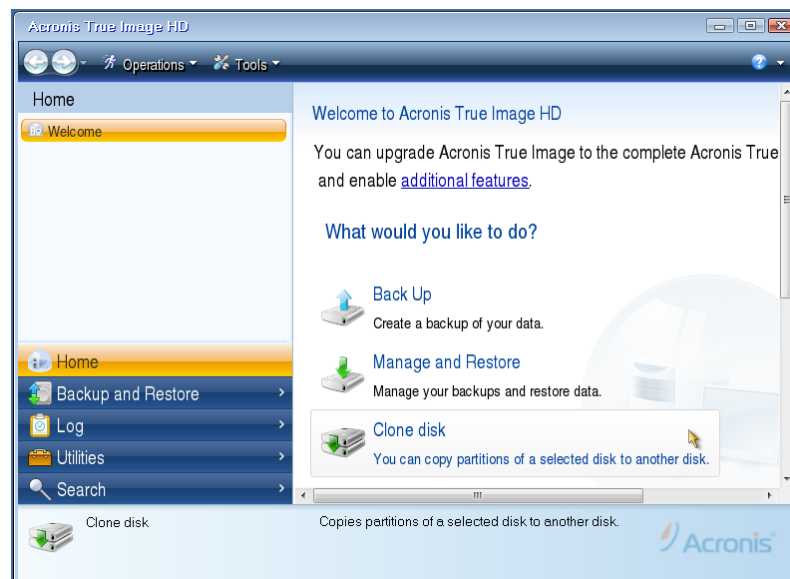 Acronis True Image HD
Operations Tools
Home
Welcome
Welcome to Acronis True Image HD
You can upgrade Acronis True Image to the complete Acronis True
and enable additional features.
What would you like to do?
Back Up
Create a backup of your data.
Manage and Restore
Manage your backups and restore data.
Clone disk
You can copy partitions of a selected disk to another disk.
Home
Backup and Restore
Log
Utilities
Search
Clone disk
Copies partitions of a selected disk to another disk.
Acronis